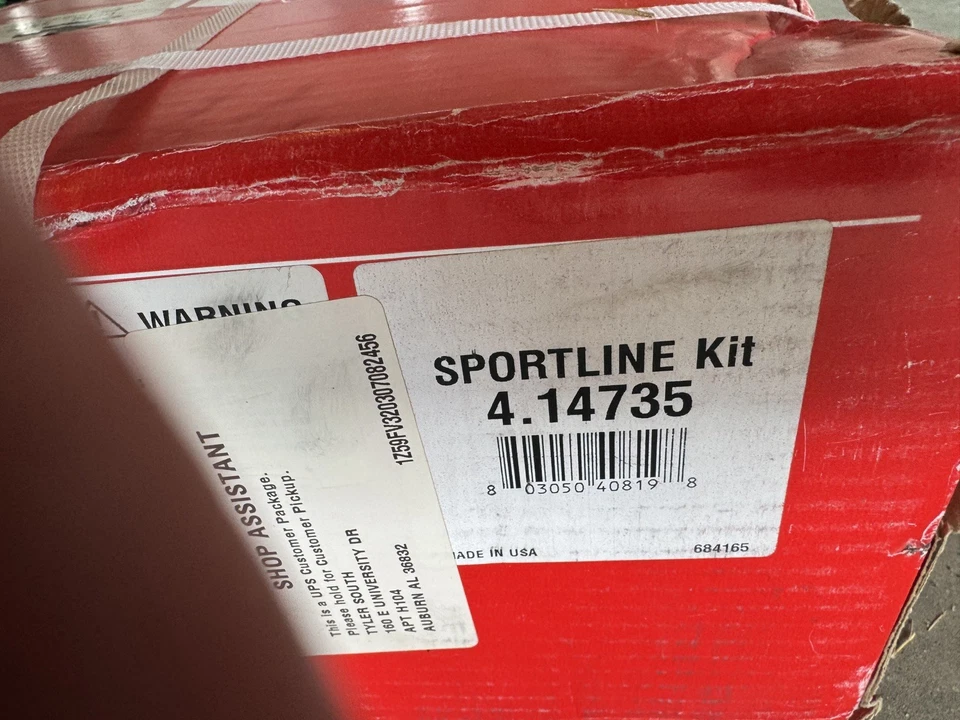 WARNING
SHOP ASSISTANT
This is a UPS Customer Package.
Please hold for Customer Pickup.
TYLER SOUTH
160 E UNIVERSITY DR
APT H104
AUBURN AL 36832
1Z59FV320307082456
SPORTLINE Kit
4.14735
8 03050 40819 8
MADE IN USA
684165